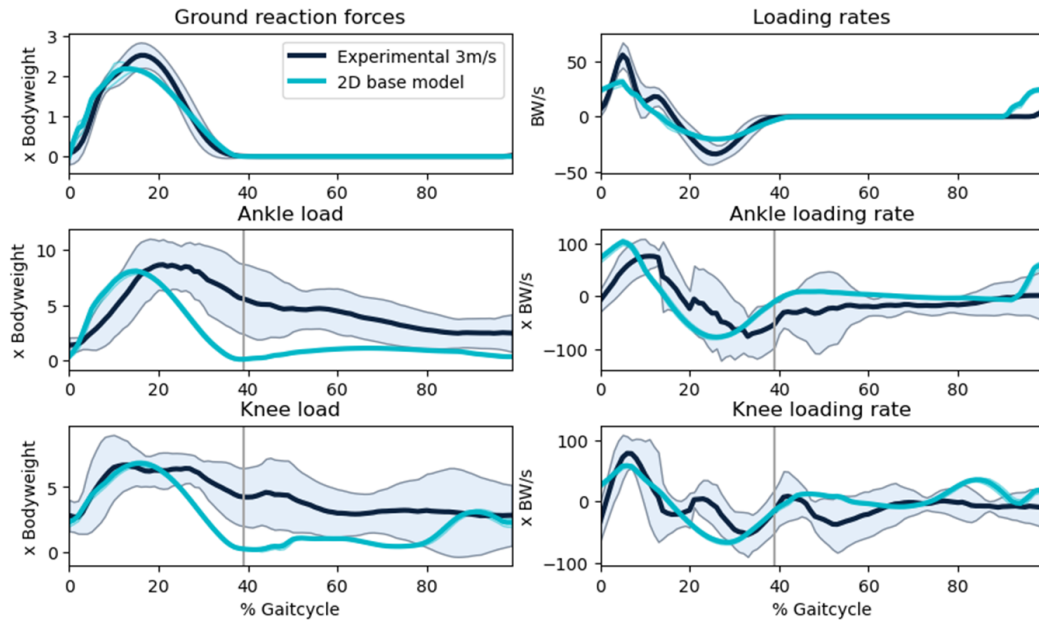 Ground reaction forces
x Bodyweight
3
2
1
0
0 20 40 60 80
Experimental 3m/s
2D base model
Loading rates
BW/s
50
0
−50
0 20 40 60 80
Ankle load
x Bodyweight
10
5
0
0 20 40 60 80
Ankle loading rate
x BW/s
100
0
−100
0 20 40 60 80
Knee load
x Bodyweight
5
0
0 20 40 60 80
% Gaitcycle
Knee loading rate
x BW/s
100
0
−100
0 20 40 60 80
% Gaitcycle